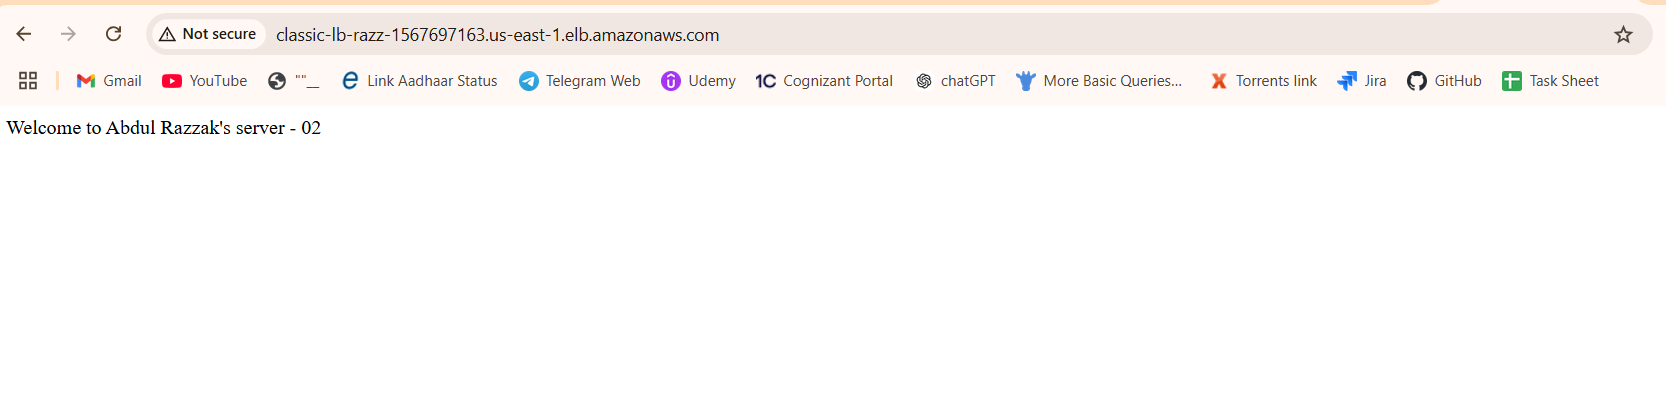 Not secure classic-lb-razz-1567697163.us-east-1.elb.amazonaws.com
Gmail YouTube ""__ Link Aadhaar Status Telegram Web Udemy 1C Cognizant Portal chatGPT More Basic Queries... Torrents link Jira GitHub Task Sheet
Welcome to Abdul Razzak's server - 02